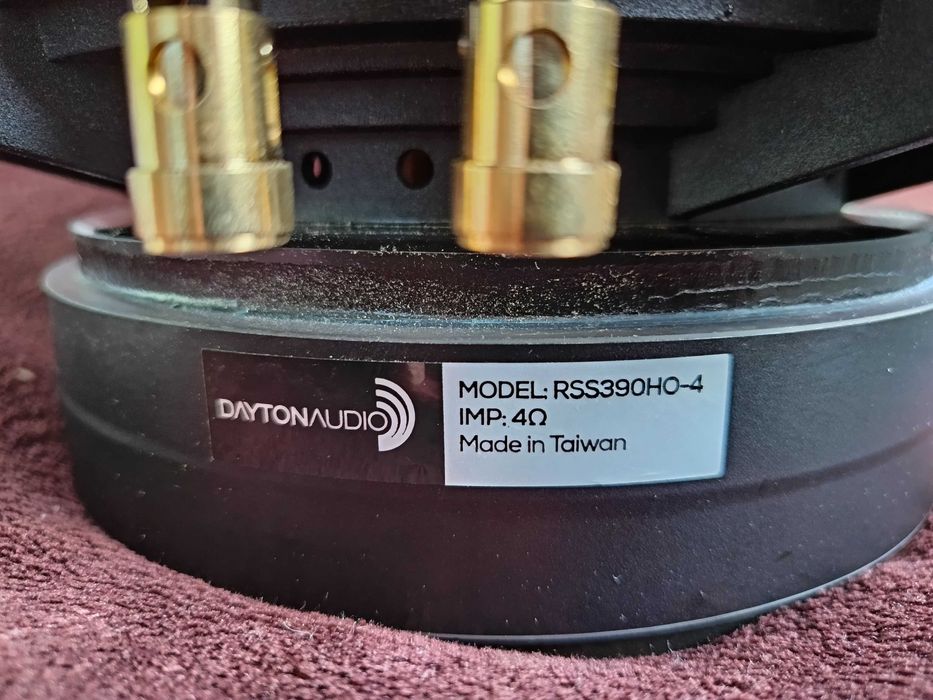 DAYTONAUDIO
MODEL: RSS390HO-4
IMP: 4Ω
Made in Taiwan